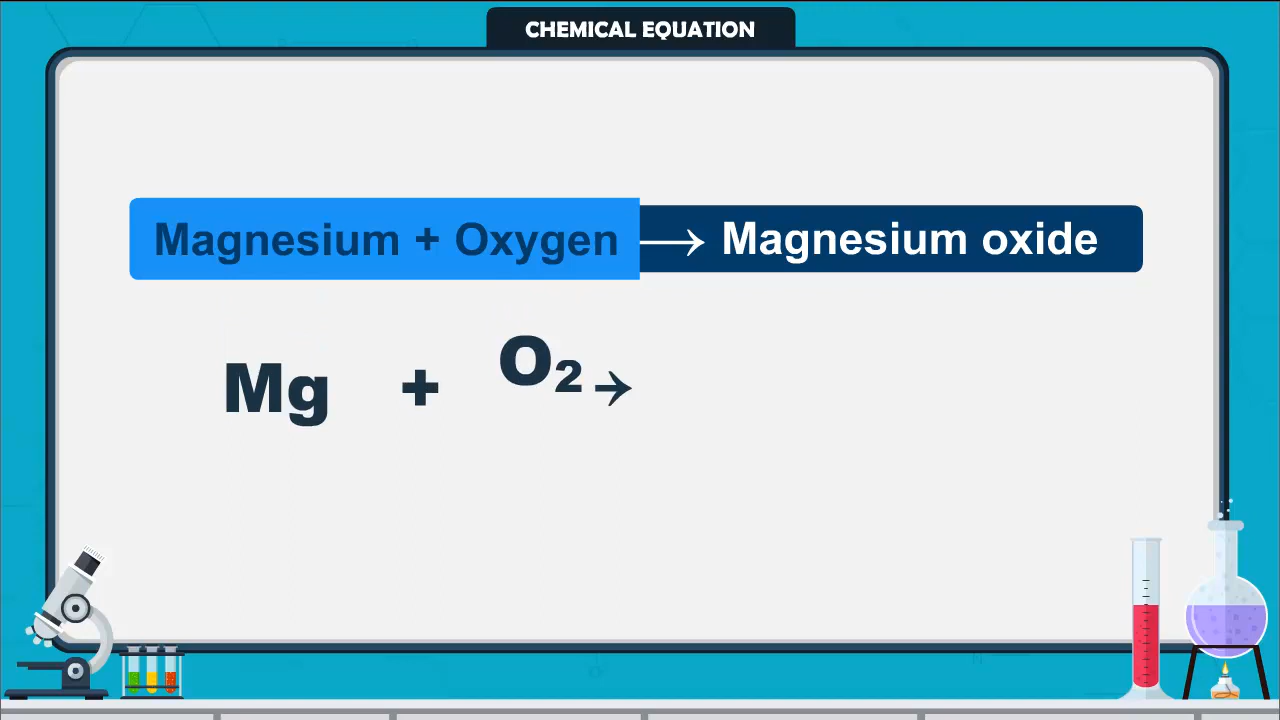 CHEMICAL EQUATION
Magnesium + Oxygen → Magnesium oxide
Mg + O₂ →